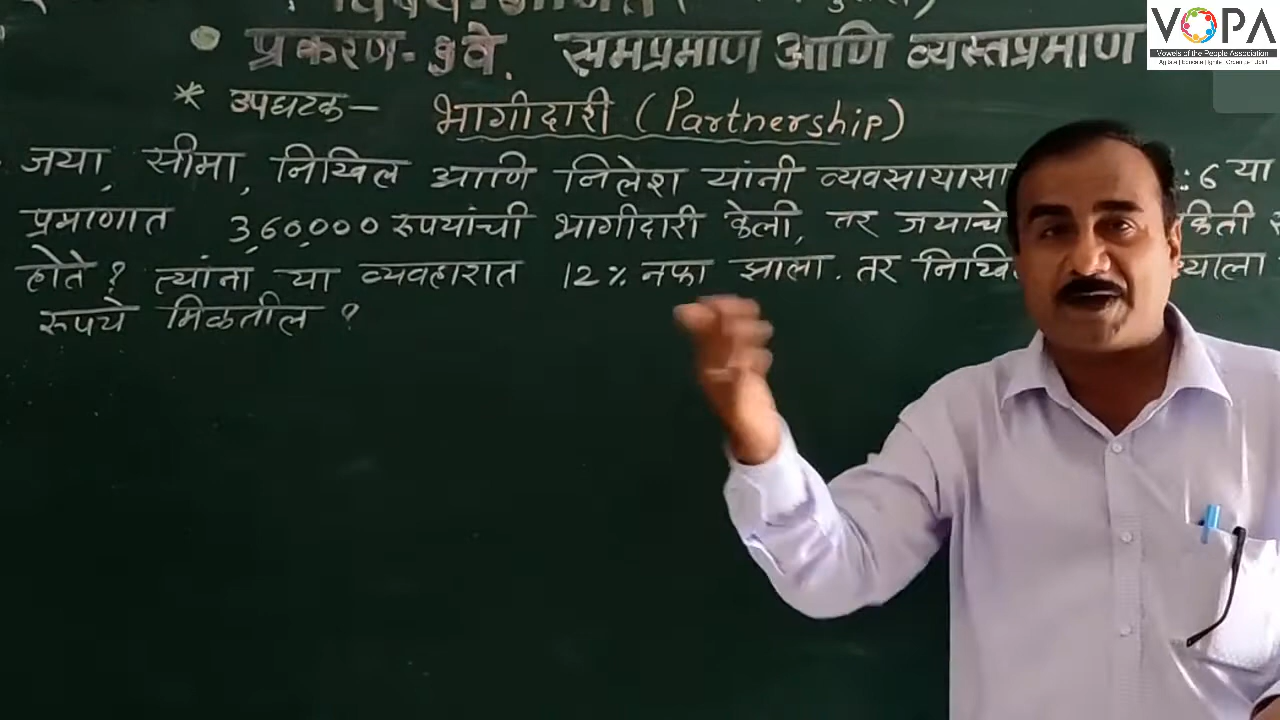 VOPA
Vowels of the People Association
प्रकरण- ९वे. समप्रमाण आणि व्यस्तप्रमाण
* उपघटक— भागीदारी (Partnership)
जया, सीमा, निखिल आणि निलेश यांनी व्यवसायासा :6 या
प्रमाणात 3,60,000 रूपयांची भागीदारी केली, तर जयाचे किती
होते? त्यांना या व्यवहारात 12% नफा झाला. तर निखि
रूपये मिळतील ?